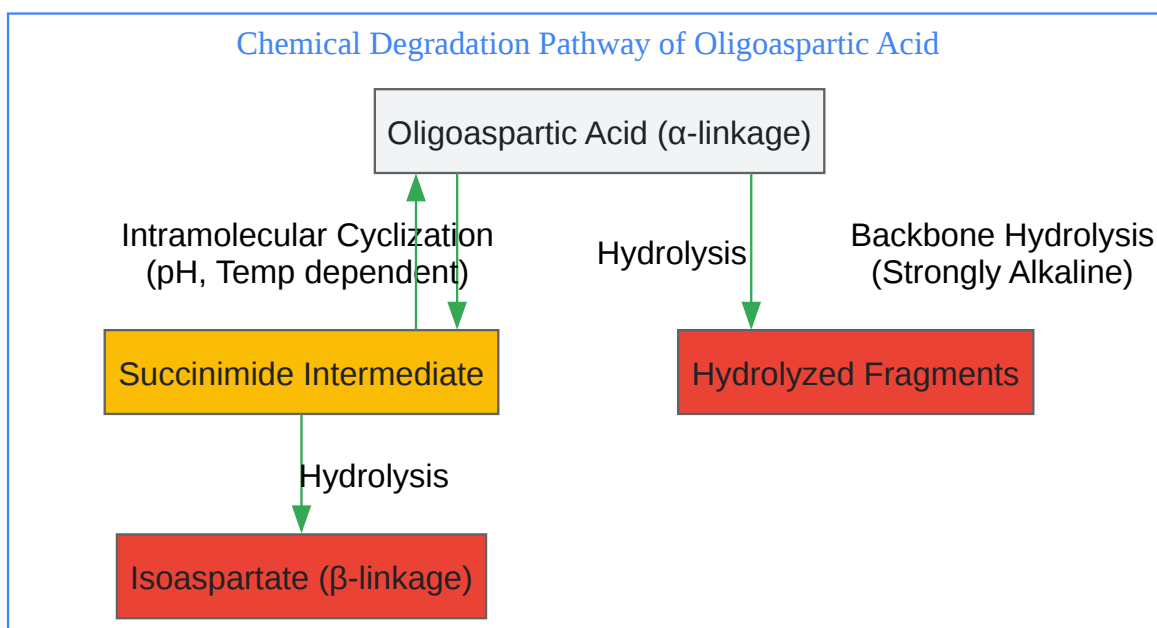 Chemical Degradation Pathway of Oligoaspartic Acid
Oligoaspartic Acid (α-linkage)
Intramolecular Cyclization
(pH, Temp dependent)
Hydrolysis
Backbone Hydrolysis
(Strongly Alkaline)
Succinimide Intermediate
Hydrolyzed Fragments
Hydrolysis
Isoaspartate (β-linkage)